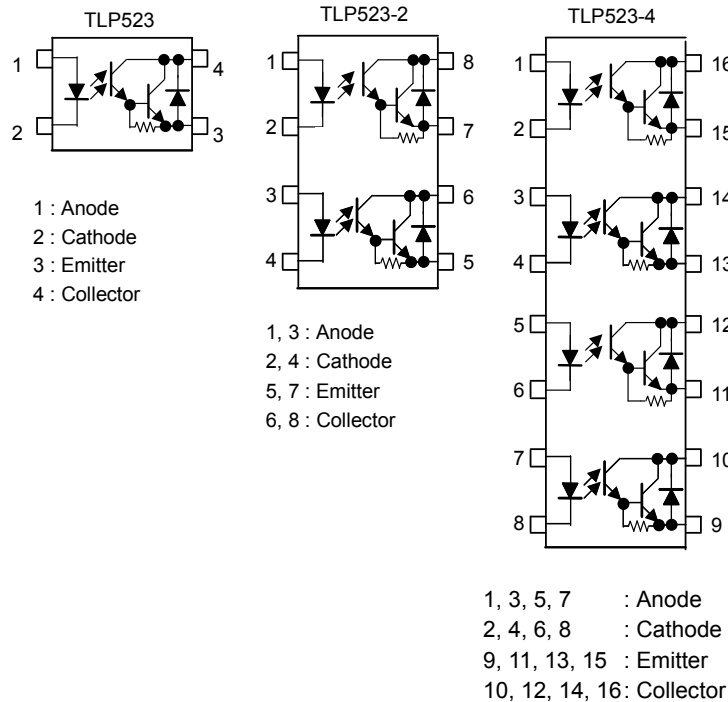 TLP523
1
4
2
3
1 : Anode
2 : Cathode
3 : Emitter
4 : Collector
TLP523-2
1
8
2
7
3
6
4
5
1, 3 : Anode
2, 4 : Cathode
5, 7 : Emitter
6, 8 : Collector
TLP523-4
1
16
2
15
3
14
4
13
5
12
6
11
7
10
8
9
1, 3, 5, 7 : Anode
2, 4, 6, 8 : Cathode
9, 11, 13, 15 : Emitter
10, 12, 14, 16 : Collector